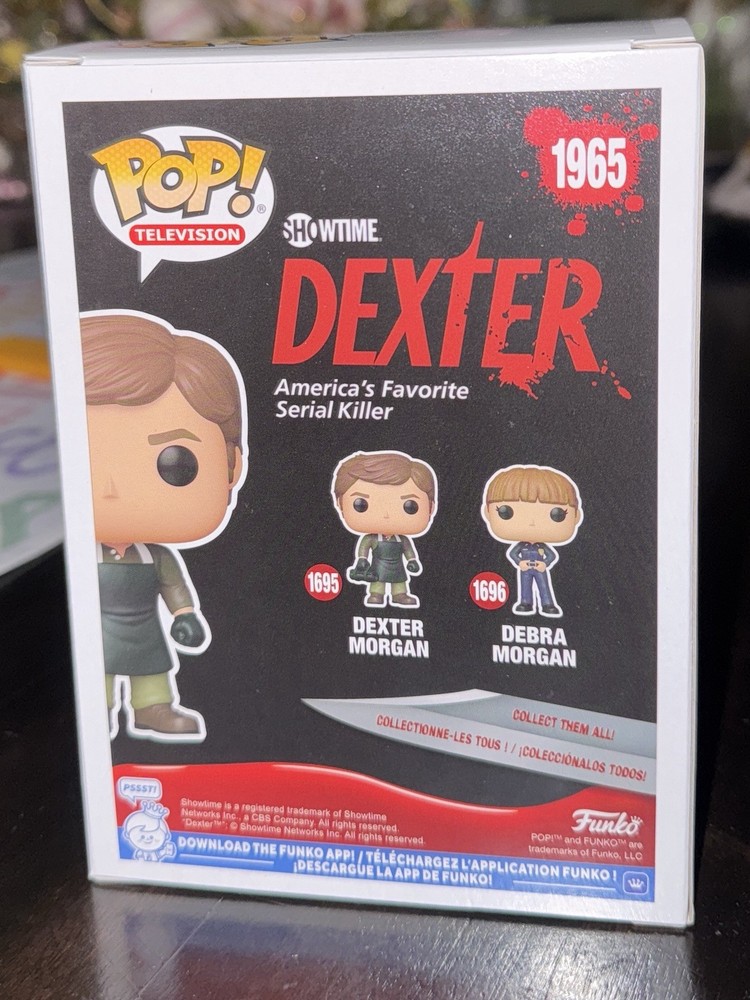 POP!®
TELEVISION
1965
SHOWTIME
DEXTER
America's Favorite
Serial Killer
1695
DEXTER
MORGAN
1696
DEBRA
MORGAN
COLLECT THEM ALL!
COLLECTIONNE-LES TOUS ! / ¡COLECCIÓNALOS TODOS!
PSSST!
Showtime is a registered trademark of Showtime
Networks Inc., a CBS Company. All rights reserved.
"Dexter™": © Showtime Networks Inc. All rights reserved.
Funko
POP!™ and FUNKO™ are
trademarks of Funko, LLC
DOWNLOAD THE FUNKO APP! / TÉLÉCHARGEZ L'APPLICATION FUNKO !
¡DESCARGUE LA APP DE FUNKO!